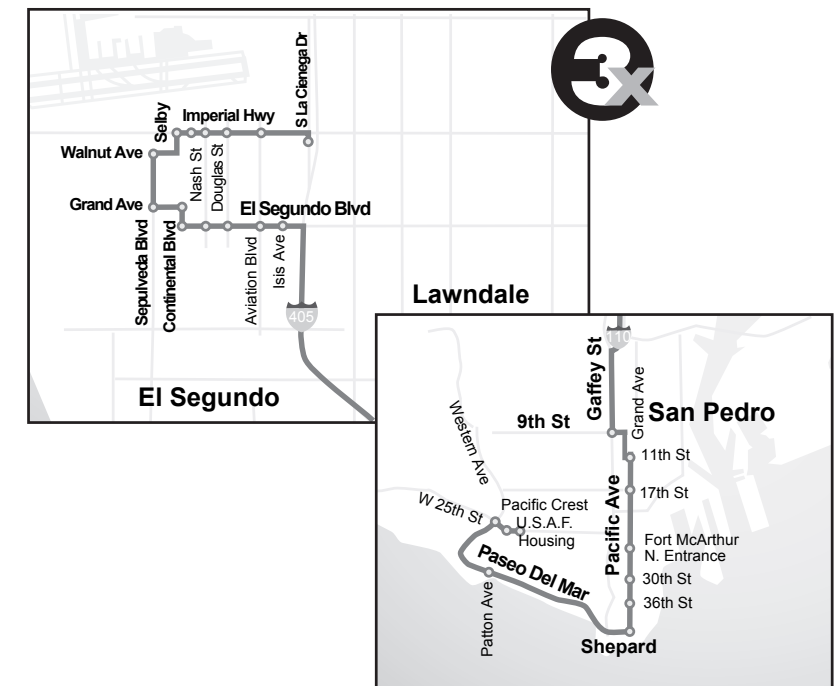 3x
S La Cienega Dr
Selby
Imperial Hwy
Walnut Ave
Nash St
Douglas St
Grand Ave
El Segundo Blvd
Sepulveda Blvd
Continental Blvd
Aviation Blvd
Isis Ave
405
Lawndale
El Segundo
110
Gaffey St
Grand Ave
San Pedro
9th St
Western Ave
11th St
17th St
W 25th St
Pacific Crest
U.S.A.F.
Housing
Pacific Ave
Fort McArthur
N. Entrance
Paseo Del Mar
30th St
36th St
Patton Ave
Shepard